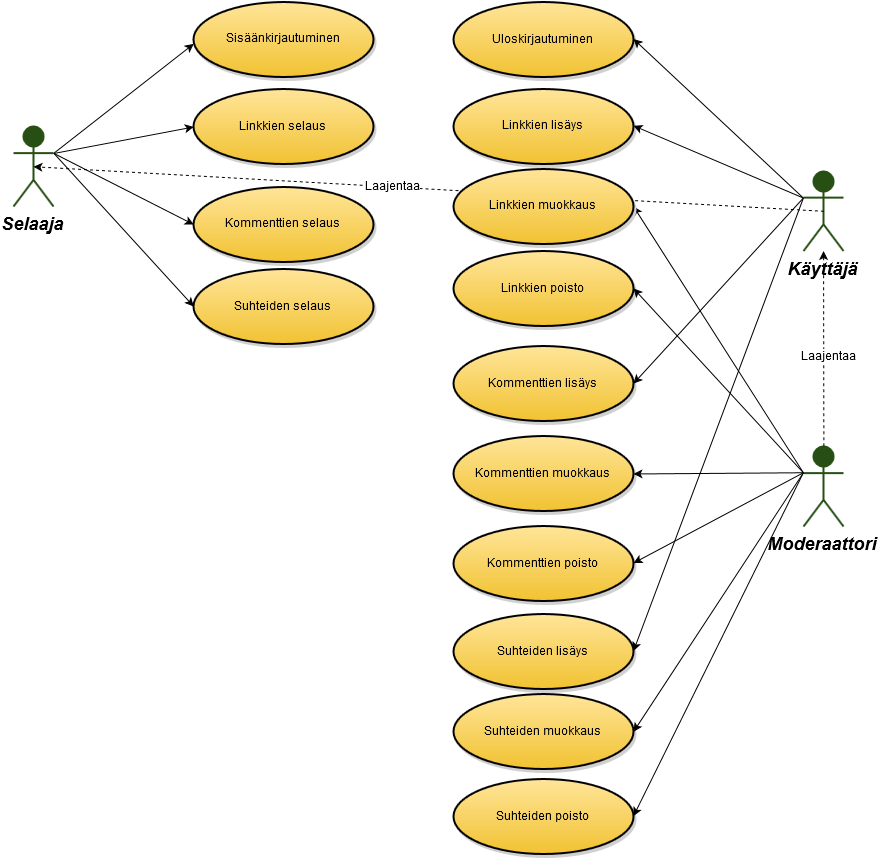 Sisäänkirjautuminen
Linkkien selaus
Kommenttien selaus
Suhteiden selaus
Selaaja
Laajentaa
Uloskirjautuminen
Linkkien lisäys
Linkkien muokkaus
Linkkien poisto
Kommenttien lisäys
Kommenttien muokkaus
Kommenttien poisto
Suhteiden lisäys
Suhteiden muokkaus
Suhteiden poisto
Käyttäjä
Laajentaa
Moderaattori